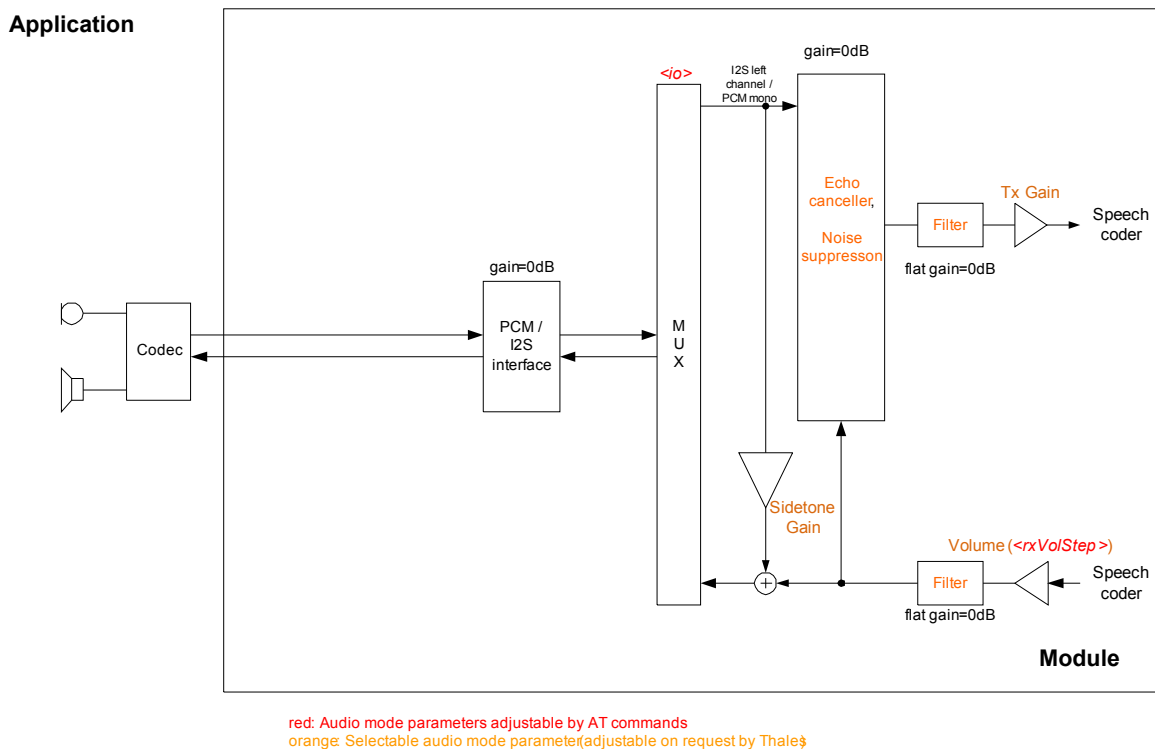 Application
gain=0dB
<io>
I2S left
channel /
PCM mono
Echo
canceller,
Noise
suppresson
Tx Gain
Filter
Speech
coder
flat gain=0dB
gain=0dB
Codec
PCM /
I2S
interface
M
U
X
Sidetone
Gain
Volume (<rxVolStep>)
Filter
Speech
coder
flat gain=0dB
Module
red: Audio mode parameters adjustable by AT commands
orange: Selectable audio mode parameter (adjustable on request by Thales)